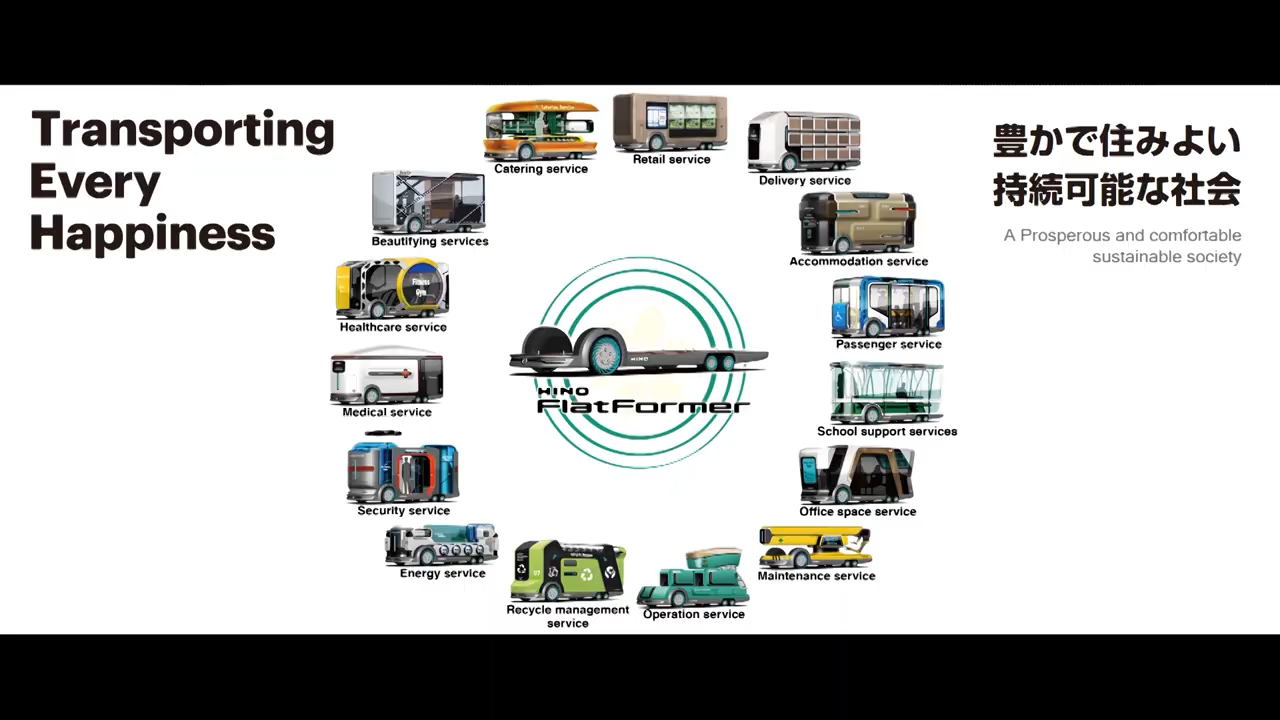 Transporting
Every
Happiness
豊かで住みよい
持続可能な社会
A Prosperous and comfortable
sustainable society
Catering service
Retail service
Delivery service
Beautifying services
Accommodation service
Fitness
Gym
Healthcare service
Passenger service
HINO
HINO
FlatFormer
Medical service
School support services
Security service
Office space service
Energy service
Maintenance service
Recycle management
service
Operation service